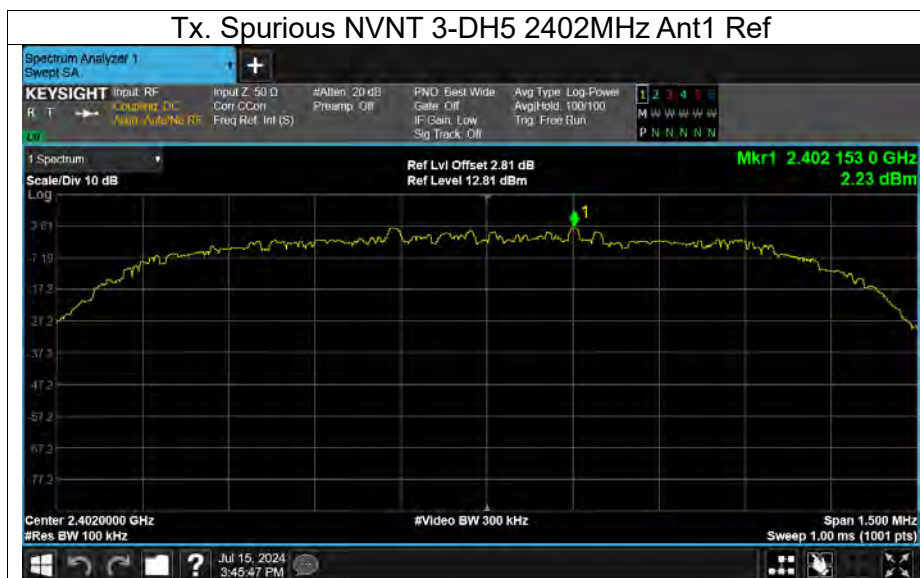 Tx. Spurious NVNT 3-DH5 2402MHz Ant1 Ref
Spectrum Analyzer 1
Swept SA
+
KEYSIGHT Input: RF
R T
Coupling: DC
Align: Auto/No RF
Input Z: 50 Ω
Corr CCorr
Freq Ref: Int (S)
#Atten: 20 dB
Preamp: Off
PNO: Best Wide
Gate: Off
IF Gain: Low
Sig Track: Off
Avg Type: Log-Power
Avg|Hold: 100/100
Trig: Free Run
1 2 3 4 5 6
M W W W W W
P N N N N N
1 Spectrum
Scale/Div 10 dB
Log
Ref Lvl Offset 2.81 dB
Ref Level 12.81 dBm
Mkr1 2.402 153 0 GHz
2.23 dBm
1
2.81
-7.19
-17.2
-27.2
-37.2
-47.2
-57.2
-67.2
-77.2
Center 2.4020000 GHz
#Res BW 100 kHz
#Video BW 300 kHz
Span 1.500 MHz
Sweep 1.00 ms (1001 pts)
?
Jul 15, 2024
3:45:47 PM